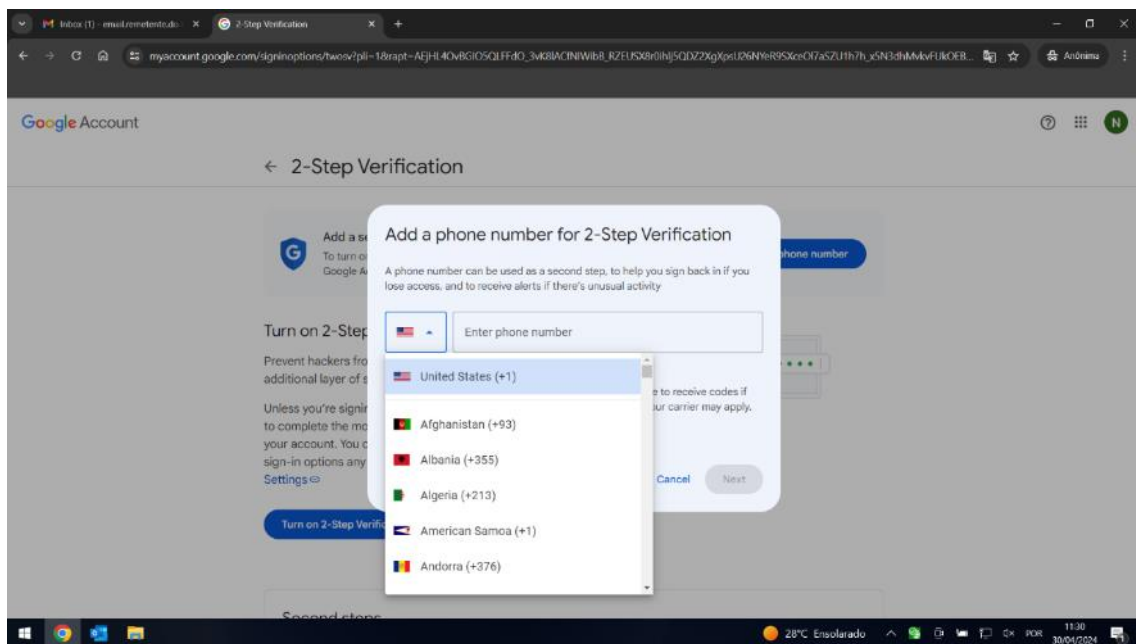 Inbox (1) - email.remetente.do
2-Step Verification
myaccount.google.com/signinoptions/twosv?pli=1&rapt=
Anônima
Google Account
N
2-Step Verification
Add a se
To turn o
Google A
phone number
Add a phone number for 2-Step Verification
A phone number can be used as a second step, to help you sign back in if you
lose access, and to receive alerts if there's unusual activity
Enter phone number
Turn on 2-Step
Prevent hackers fro
additional layer of s
Unless you're signin
to complete the mo
your account. You c
sign-in options any
Settings
Turn on 2-Step Verific
United States (+1)
Afghanistan (+93)
Albania (+355)
Algeria (+213)
American Samoa (+1)
Andorra (+376)
e to receive codes if
ur carrier may apply.
Cancel
Next
Second steps
28°C Ensolarado
POR
11:30
30/04/2024